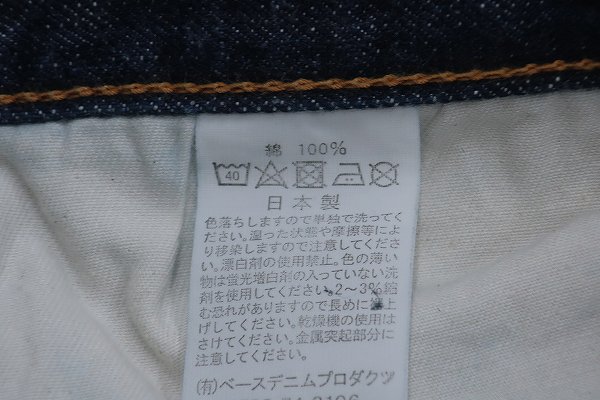 綿 100%
40
日本製
色落ちしますので単独で洗ってく
ださい。湿った状態や摩擦等によ
り移染しますので注意してくださ
い。漂白剤の使用禁止。色の薄い
物は蛍光増白剤の入っていない洗
剤を使用してください。2～3%縮
む恐れがありますので長めに裾上
げしてください。乾燥機の使用は
さけてください。金属突起部分に
注意してください。
(有)ベースデニムプロダクツ